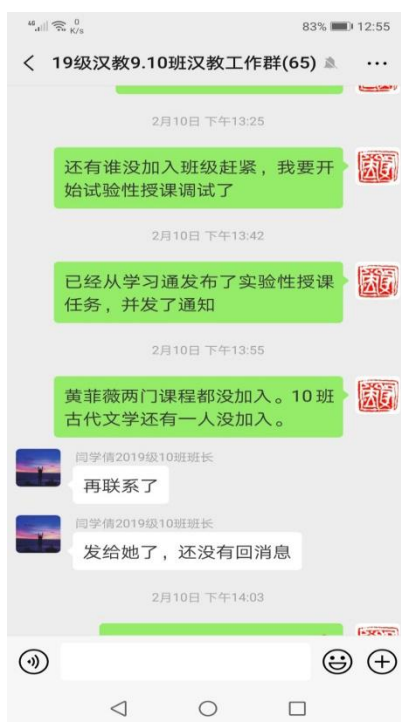 46
0
K/s
83%
12:55
19级汉教9.10班汉教工作群(65)
2月10日 下午13:25
还有谁没加入班级赶紧，我要开
始试验性授课调试了
2月10日 下午13:42
已经从学习通发布了实验性授课
任务，并发了通知
2月10日 下午13:55
黄菲薇两门课程都没加入。10班
古代文学还有一人没加入。
闫学倩2019级10班班长
再联系了
闫学倩2019级10班班长
发给她了，还没有回消息
2月10日 下午14:03